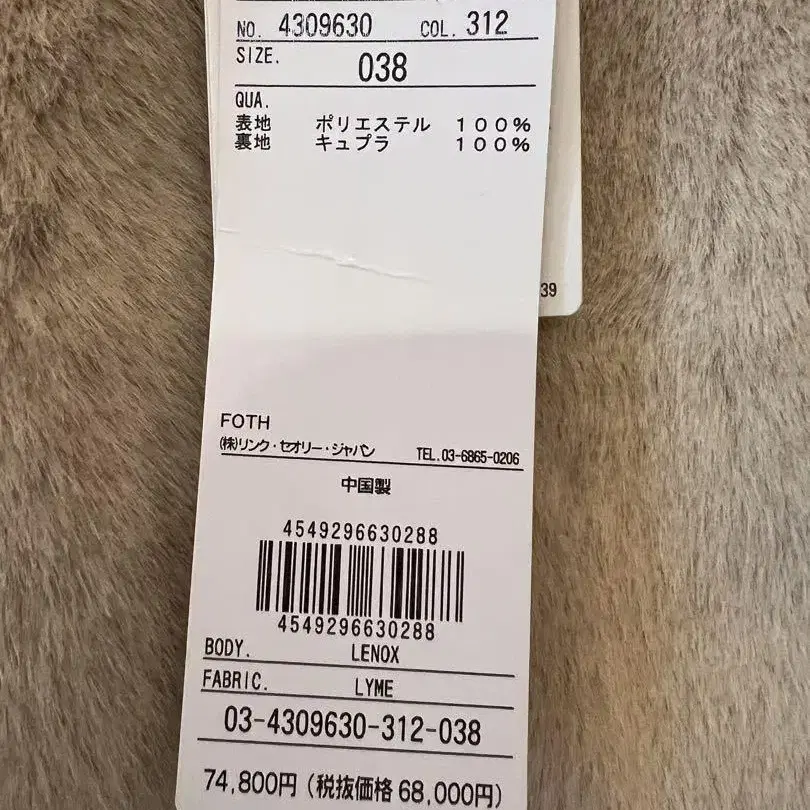 NO. 4309630 COL. 312
SIZE. 038
QUA.
表地 ポリエステル 100%
裏地 キュプラ 100%
39
FOTH
(株)リンク・セオリー・ジャパン TEL.03-6865-0206
中国製
4549296630288
4549296630288
BODY. LENOX
FABRIC. LYME
03-4309630-312-038
74,800円(税抜価格 68,000円)